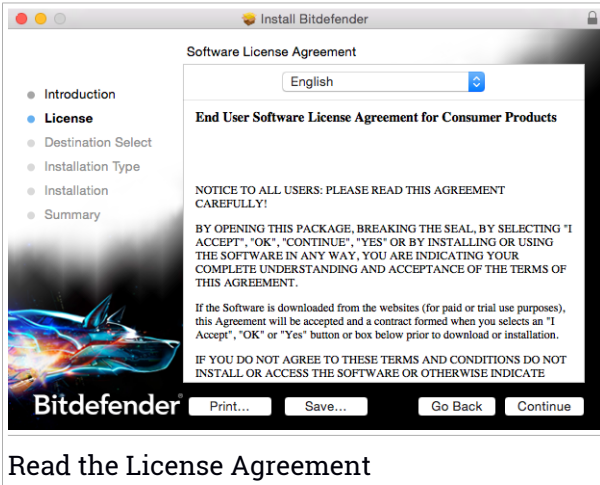 Install Bitdefender
Software License Agreement
English
Introduction
License
Destination Select
Installation Type
Installation
Summary
End User Software License Agreement for Consumer Products
NOTICE TO ALL USERS: PLEASE READ THIS AGREEMENT
CAREFULLY!
BY OPENING THIS PACKAGE, BREAKING THE SEAL, BY SELECTING "I
ACCEPT", "OK", "CONTINUE", "YES" OR BY INSTALLING OR USING
THE SOFTWARE IN ANY WAY, YOU ARE INDICATING YOUR
COMPLETE UNDERSTANDING AND ACCEPTANCE OF THE TERMS OF
THIS AGREEMENT.
If the Software is downloaded from the websites (for paid or trial use purposes),
this Agreement will be accepted and a contract formed when you selects an "I
Accept", "OK" or "Yes" button or box below prior to download or installation.
IF YOU DO NOT AGREE TO THESE TERMS AND CONDITIONS DO NOT
INSTALL OR ACCESS THE SOFTWARE OR OTHERWISE INDICATE
Bitdefender
Print...
Save...
Go Back
Continue
Read the License Agreement